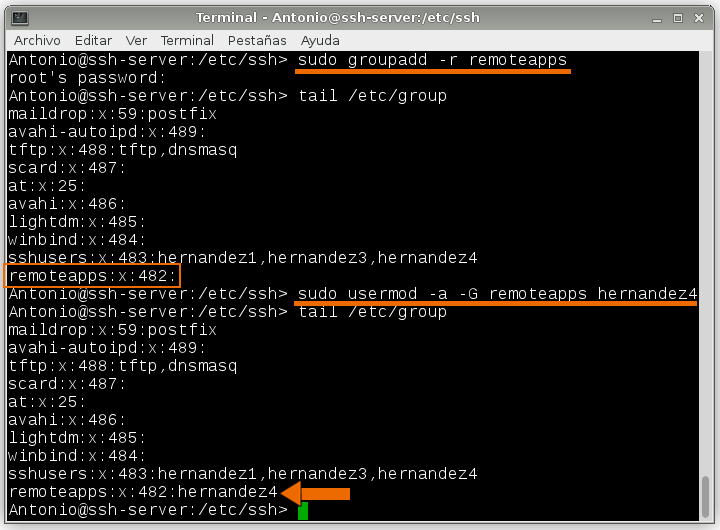 Terminal - Antonio@ssh-server:/etc/ssh
Archivo Editar Ver Terminal Pestañas Ayuda
Antonio@ssh-server:/etc/ssh> sudo groupadd -r remoteapps
root's password:
Antonio@ssh-server:/etc/ssh> tail /etc/group
maildrop:x:59:postfix
avahi-autoipd:x:489:
tftp:x:488:tftp,dnsmasq
scard:x:487:
at:x:25:
avahi:x:486:
lightdm:x:485:
winbind:x:484:
sshusers:x:483:hernandez1,hernandez3,hernandez4
remoteapps:x:482:
Antonio@ssh-server:/etc/ssh> sudo usermod -a -G remoteapps hernandez4
Antonio@ssh-server:/etc/ssh> tail /etc/group
maildrop:x:59:postfix
avahi-autoipd:x:489:
tftp:x:488:tftp,dnsmasq
scard:x:487:
at:x:25:
avahi:x:486:
lightdm:x:485:
winbind:x:484:
sshusers:x:483:hernandez1,hernandez3,hernandez4
remoteapps:x:482:hernandez4
Antonio@ssh-server:/etc/ssh>